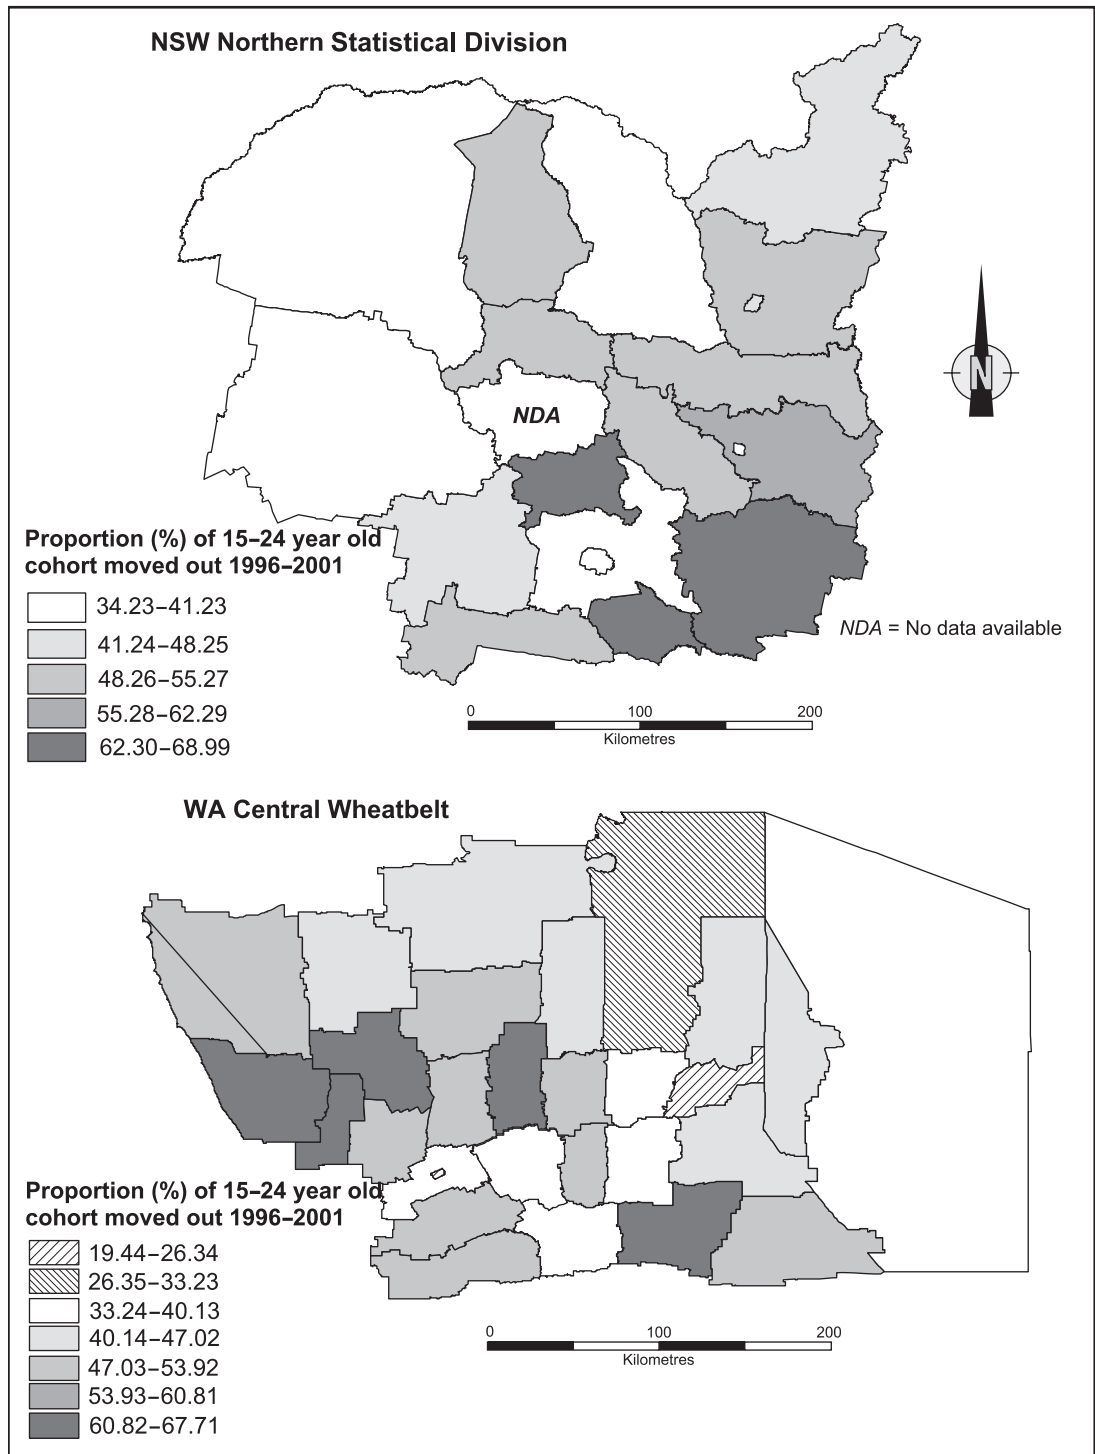 NSW Northern Statistical Division
NDA
N
Proportion (%) of 15–24 year old
cohort moved out 1996–2001
34.23–41.23
41.24–48.25
48.26–55.27
55.28–62.29
62.30–68.99
NDA = No data available
0 100 200
Kilometres
WA Central Wheatbelt
Proportion (%) of 15–24 year old
cohort moved out 1996–2001
19.44–26.34
26.35–33.23
33.24–40.13
40.14–47.02
47.03–53.92
53.93–60.81
60.82–67.71
0 100 200
Kilometres